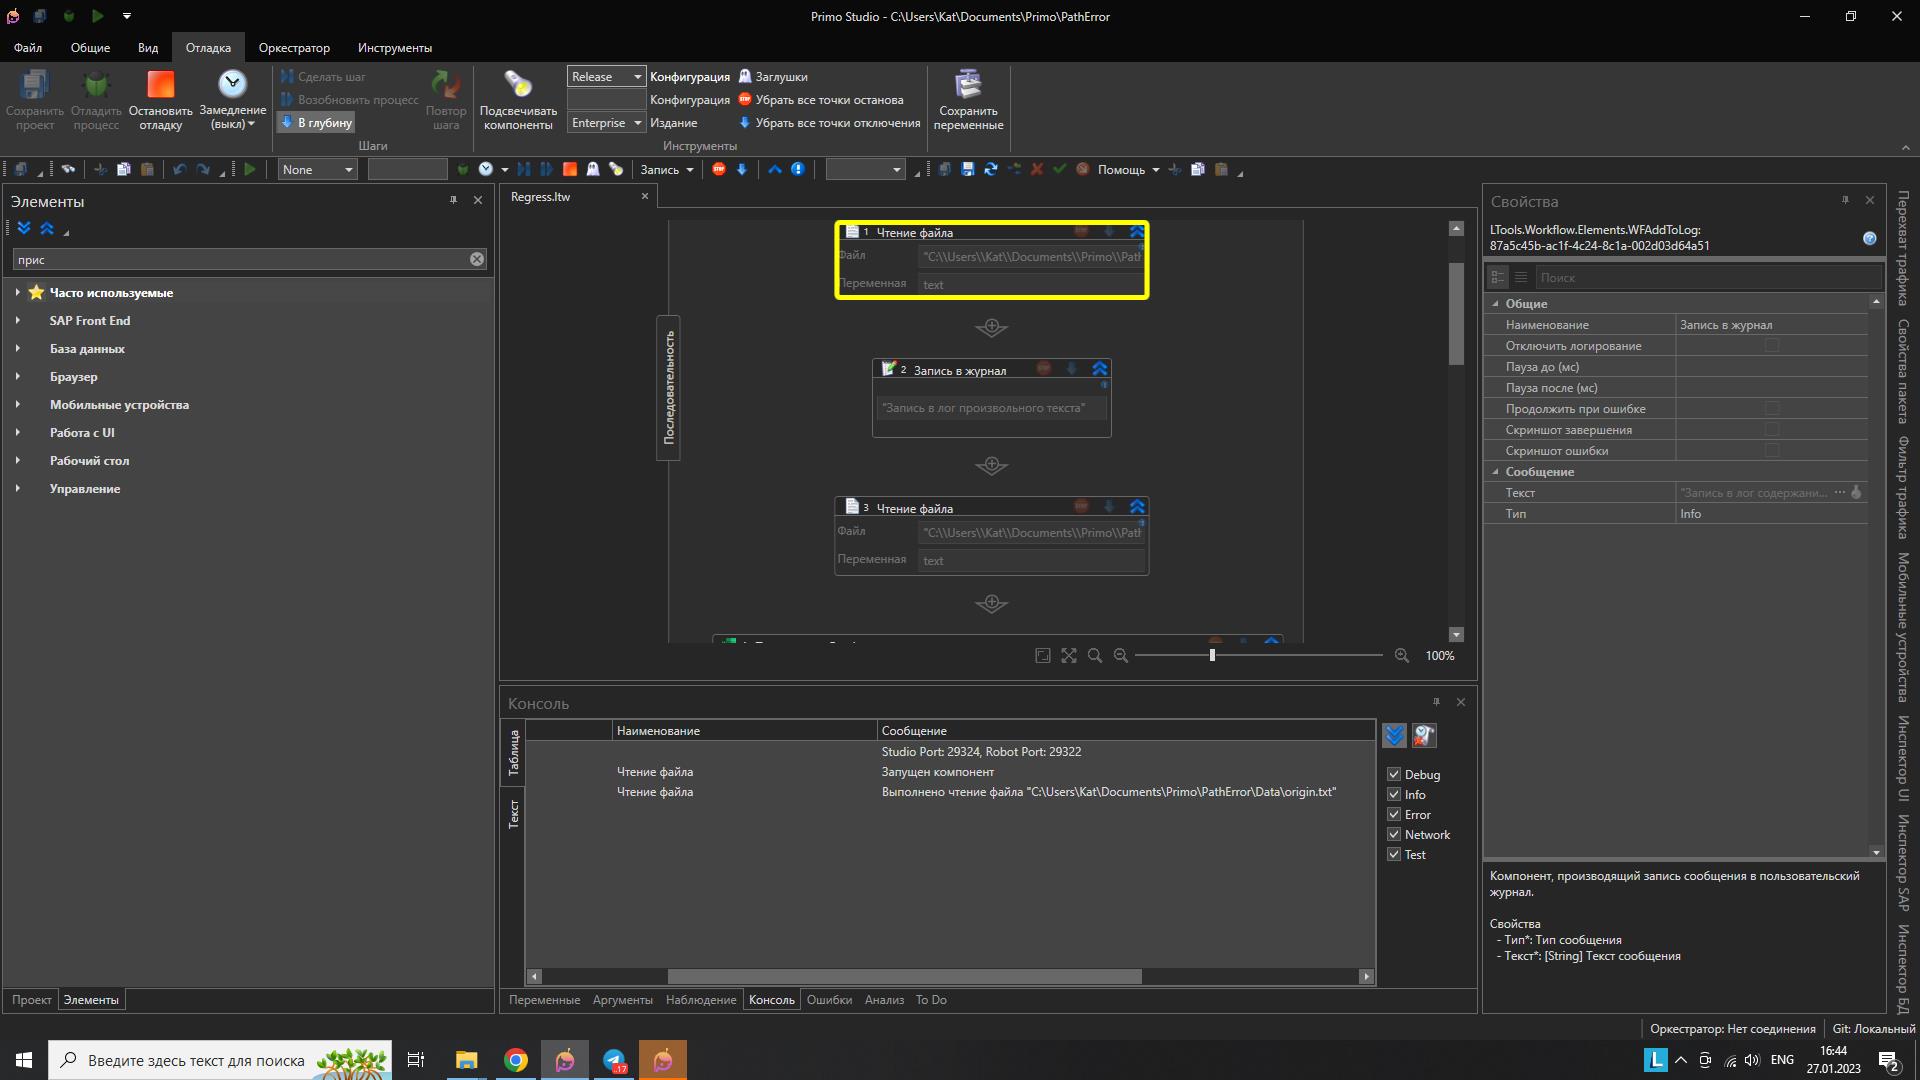 Primo Studio - C:\Users\Kat\Documents\Primo\PathError
Файл Общие Вид Отладка Оркестратор Инструменты
Сохранить проект
Отладить процесс
Остановить отладку
Замедление (выкл)
Сделать шаг
Возобновить процесс
В глубину
Повтор шага
Шаги
Подсвечивать компоненты
Release Конфигурация
Конфигурация
Enterprise Издание
Заглушки
Убрать все точки останова
Убрать все точки отключения
Инструменты
Сохранить переменные
None Запись Помощь
Элементы
прис
Часто используемые
SAP Front End
База данных
Браузер
Мобильные устройства
Работа с UI
Рабочий стол
Управление
Проект Элементы
Regress.ltw
Последовательность
1 Чтение файла
Файл "C:\\Users\\Kat\\Documents\\Primo\\Path
Переменная text
2 Запись в журнал
"Запись в лог произвольного текста"
3 Чтение файла
Файл "C:\\Users\\Kat\\Documents\\Primo\\Path
Переменная text
100%
Консоль
Таблица
Текст
Наименование Сообщение
Studio Port: 29324, Robot Port: 29322
Чтение файла Запущен компонент
Чтение файла Выполнено чтение файла "C:\Users\Kat\Documents\Primo\PathError\Data\origin.txt"
Debug
Info
Error
Network
Test
Переменные Аргументы Наблюдение Консоль Ошибки Анализ To Do
Свойства
LTools.Workflow.Elements.WFAddToLog:
87a5c45b-ac1f-4c24-8c1a-002d03d64a51
Поиск
Общие
Наименование Запись в журнал
Отключить логирование
Пауза до (мс)
Пауза после (мс)
Продолжить при ошибке
Скриншот завершения
Скриншот ошибки
Сообщение
Текст "Запись в лог содержани... ...
Тип Info
Компонент, производящий запись сообщения в пользовательский
журнал.
Свойства
- Тип*: Тип сообщения
- Текст*: [String] Текст сообщения
Перехват трафика
Свойства пакета
Фильтр трафика
Мобильные устройства
Инспектор UI
Инспектор SAP
Инспектор БД
Оркестратор: Нет соединения Git: Локальный
Введите здесь текст для поиска
.17
L
ENG
16:44
27.01.2023
2